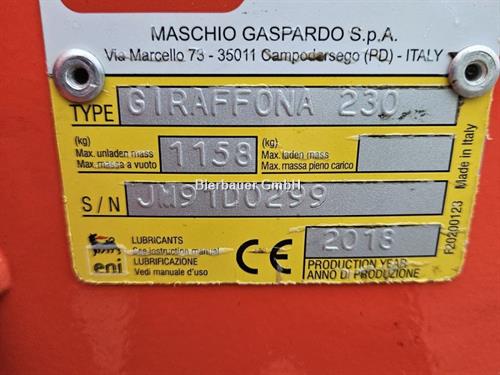 MASCHIO GASPARDO S.p.A.
Via Marcello 73 - 35011 Campodarsego (PD) - ITALY
TYPE GIRAFFONA 230
(kg)
Max. unladen mass
Max. massa a vuoto
1158
(kg)
Max. laden mass
Max. massa pieno carico
Bierbauer GmbH
S/N JM91D0299
eni
LUBRICANTS
See instruction manual
LUBRIFICAZIONE
Vedi manuale d'uso
CE
2018
PRODUCTION YEAR
ANNO DI PRODUZIONE
Made in Italy
F20200123